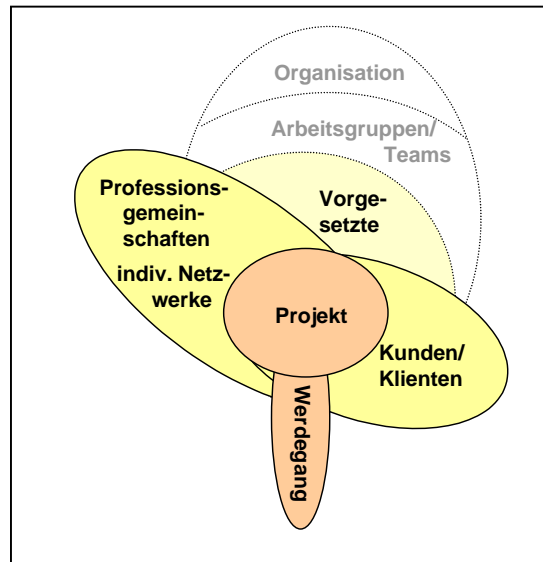 Organisation
Arbeitsgruppen/
Teams
Professions-
gemein-
schaften
indiv. Netz-
werke
Vorge-
setzte
Projekt
Kunden/
Klienten
Werdegang